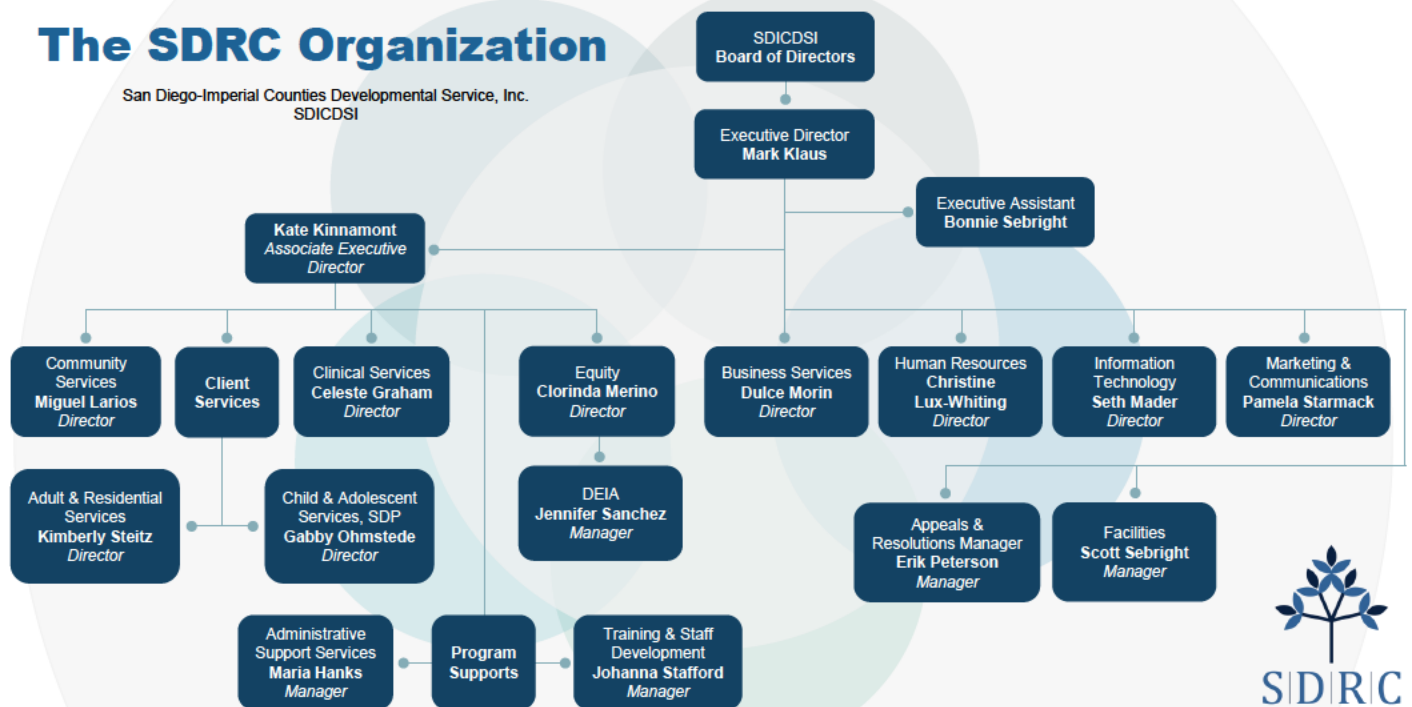 The SDRC Organization
San Diego-Imperial Counties Developmental Service, Inc.
SDICDSI
SDICDSI
Board of Directors
Executive Director
Mark Klaus
Executive Assistant
Bonnie Sebright
Kate Kinnamont
Associate Executive
Director
Community
Services
Miguel Larios
Director
Client
Services
Clinical Services
Celeste Graham
Director
Equity
Clorinda Merino
Director
Business Services
Dulce Morin
Director
Human Resources
Christine
Lux-Whiting
Director
Information
Technology
Seth Mader
Director
Marketing &
Communications
Pamela Starmack
Director
Adult & Residential
Services
Kimberly Steitz
Director
Child & Adolescent
Services, SDP
Gabby Ohmstede
Director
DEIA
Jennifer Sanchez
Manager
Appeals &
Resolutions Manager
Erik Peterson
Manager
Facilities
Scott Sebright
Manager
Administrative
Support Services
Maria Hanks
Manager
Program
Supports
Training & Staff
Development
Johanna Stafford
Manager
S|D|R|C